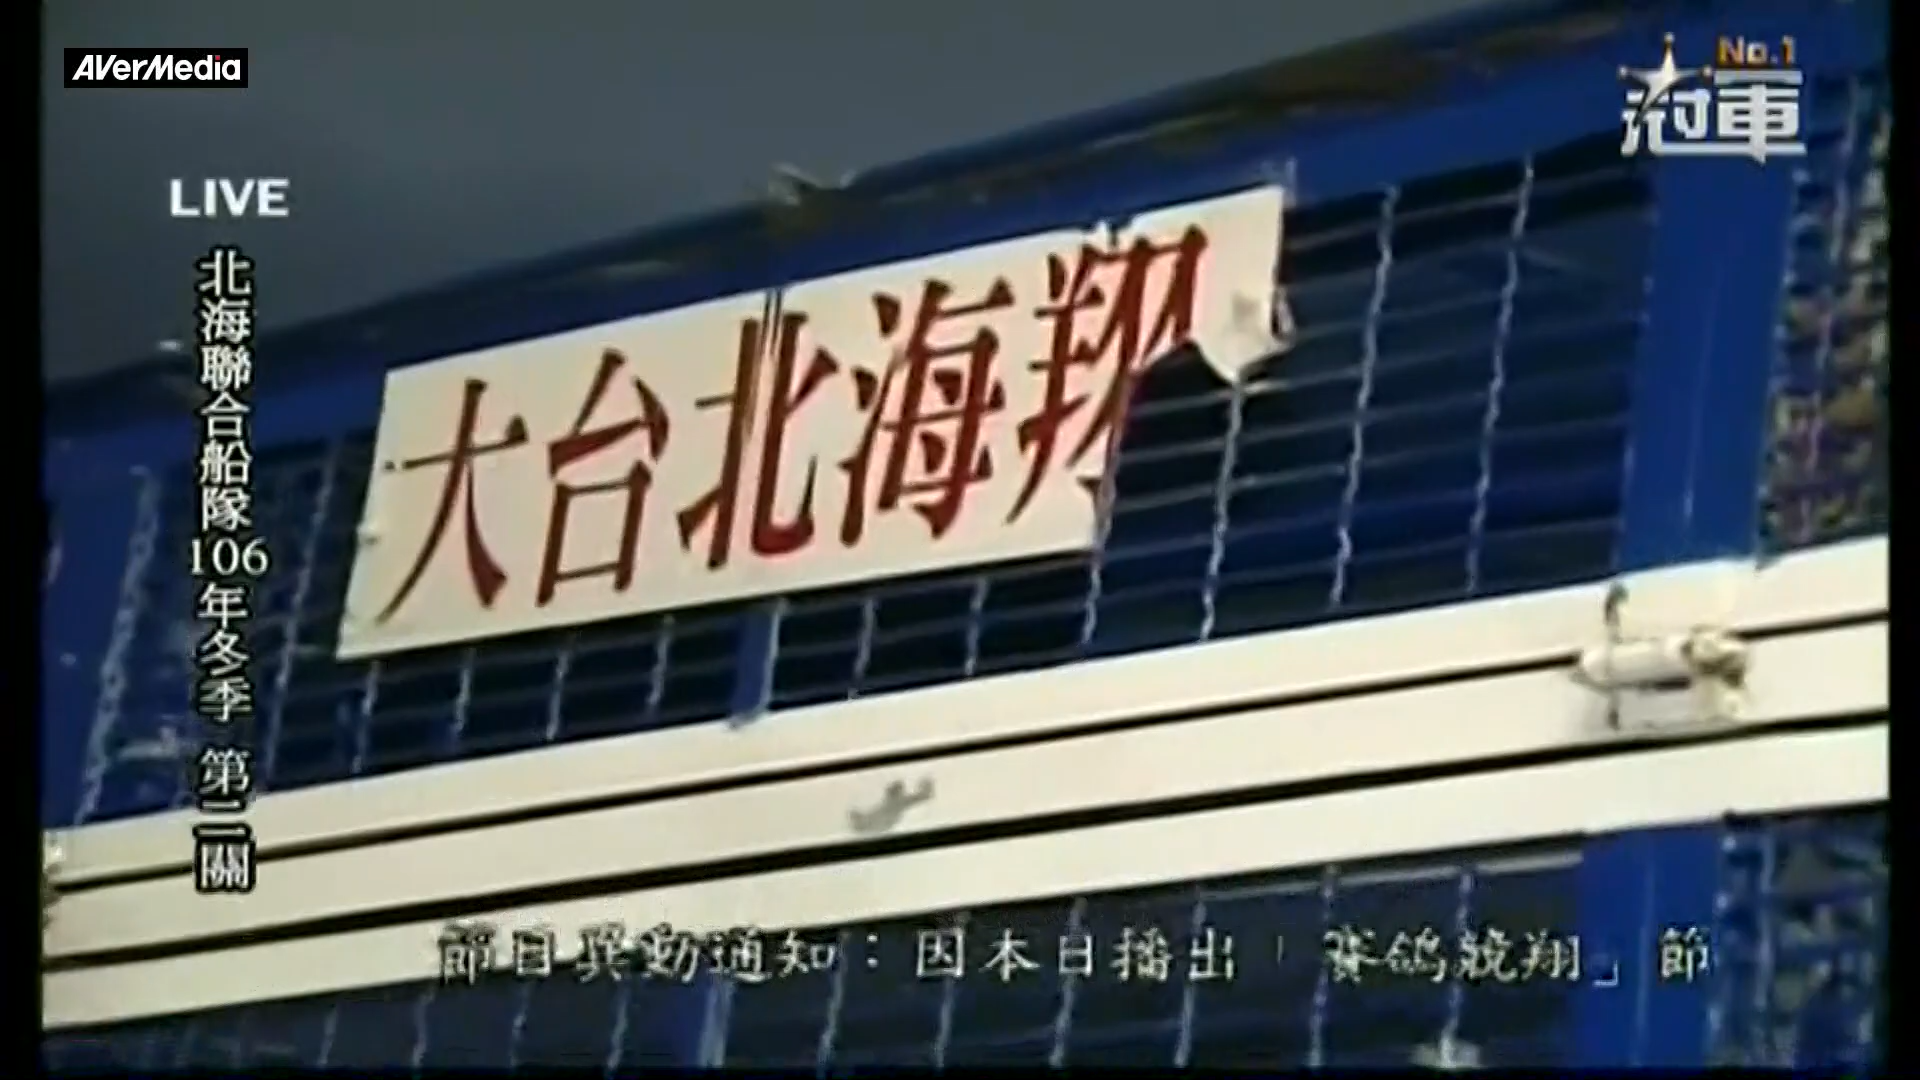 AVerMedia
No.1
冠軍
LIVE
北海聯合船隊106年冬季 第二關
大台北海翔
節目異動通知：因本日播出「賽鴿競翔」節